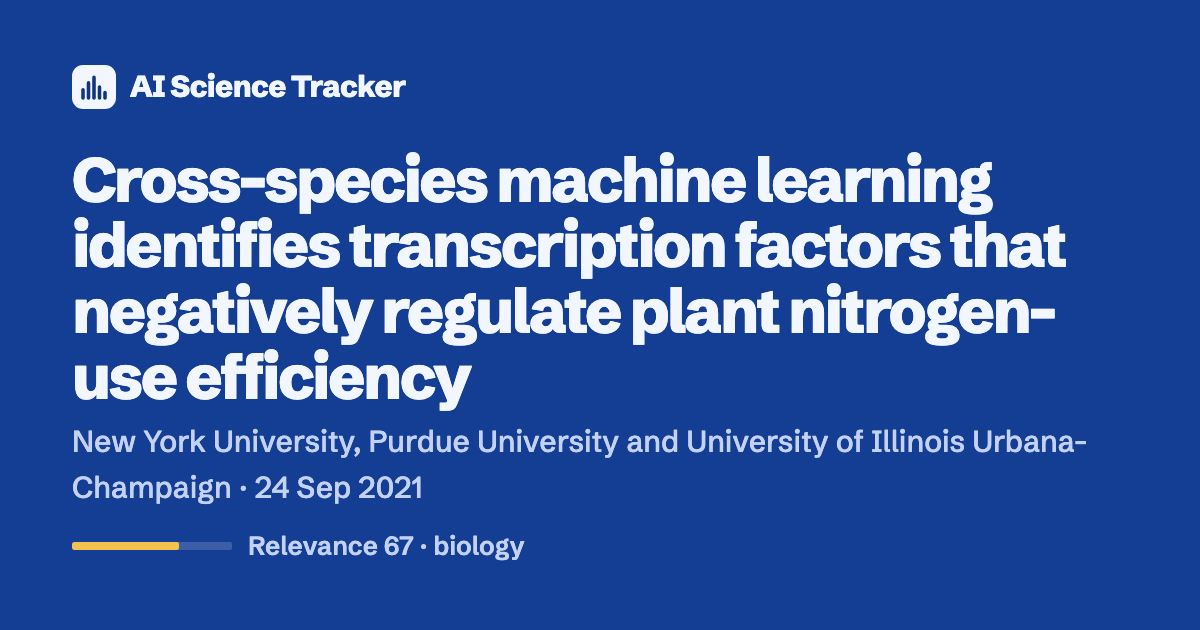 AI Science Tracker
Cross-species machine learning
identifies transcription factors that
negatively regulate plant nitrogen-
use efficiency
New York University, Purdue University and University of Illinois Urbana-
Champaign · 24 Sep 2021
Relevance 67 · biology